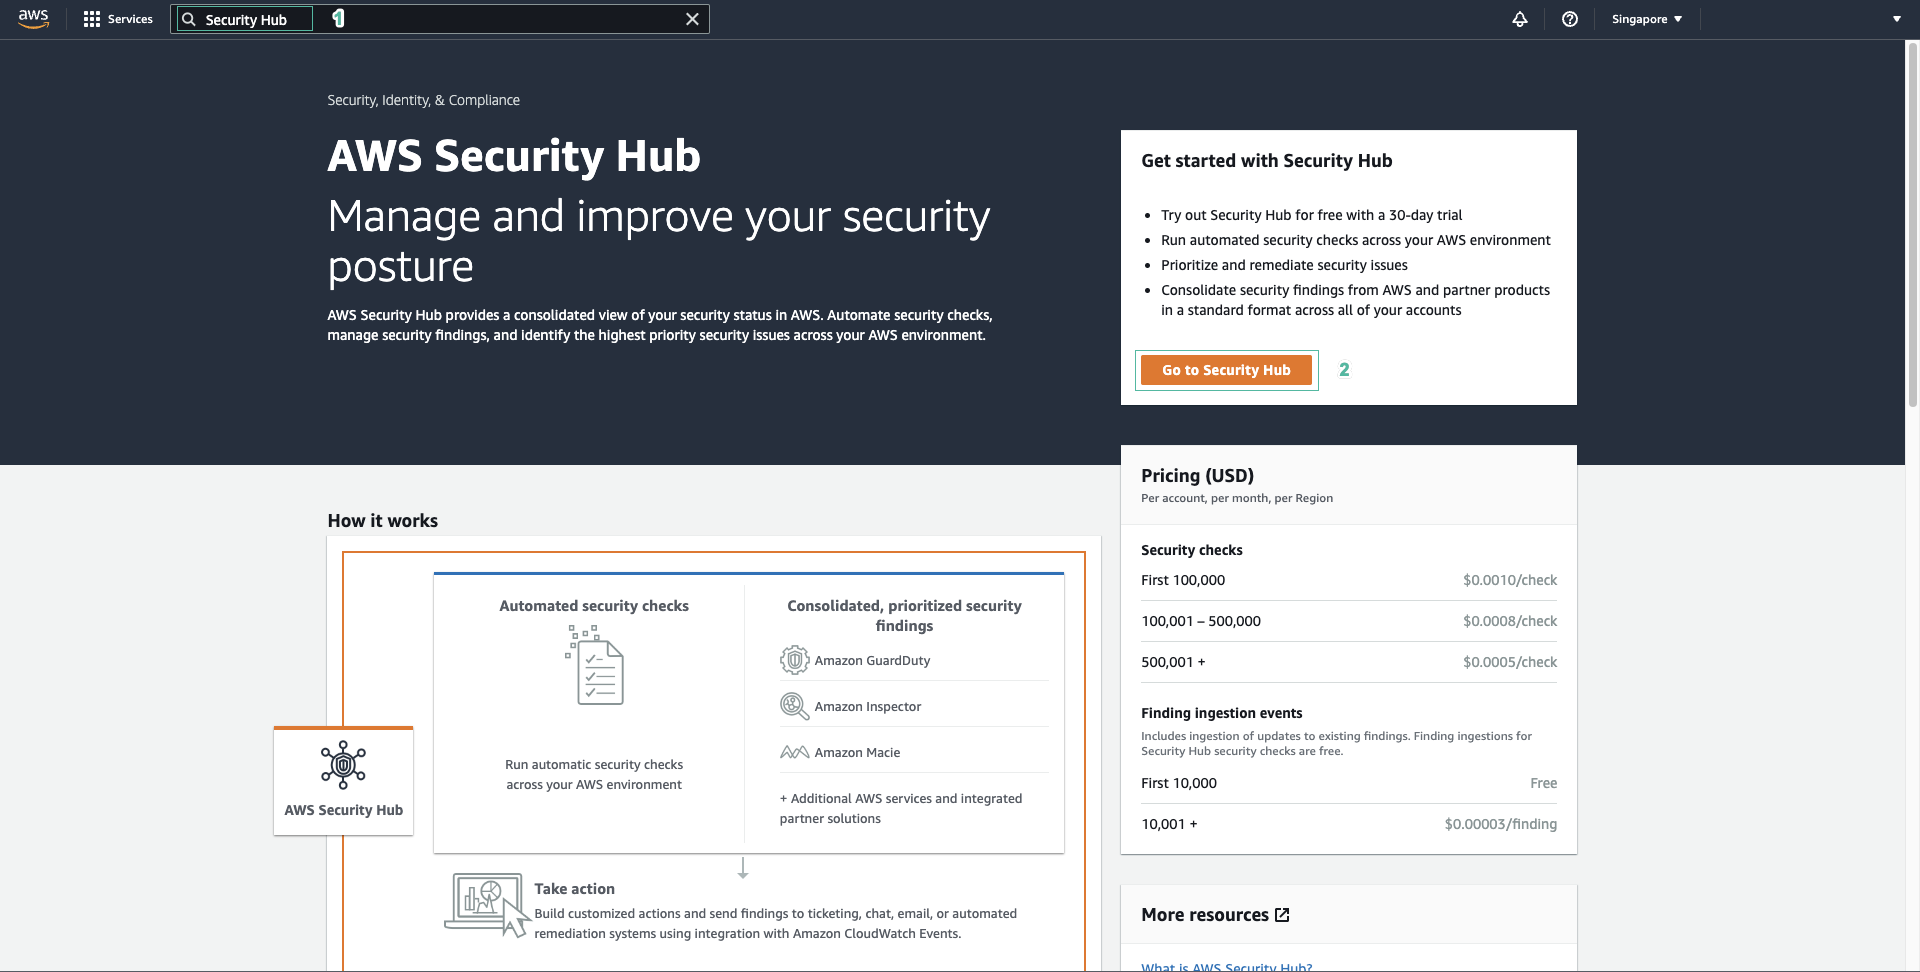 aws
Services
Security Hub
1
Singapore
Security, Identity, & Compliance
AWS Security Hub
Manage and improve your security
posture
AWS Security Hub provides a consolidated view of your security status in AWS. Automate security checks,
manage security findings, and identify the highest priority security issues across your AWS environment.
Get started with Security Hub
Try out Security Hub for free with a 30-day trial
Run automated security checks across your AWS environment
Prioritize and remediate security issues
Consolidate security findings from AWS and partner products
in a standard format across all of your accounts
Go to Security Hub
2
Pricing (USD)
Per account, per month, per Region
Security checks
First 100,000 $0.0010/check
100,001 – 500,000 $0.0008/check
500,001 + $0.0005/check
Finding ingestion events
Includes ingestion of updates to existing findings. Finding ingestions for
Security Hub security checks are free.
First 10,000 Free
10,001 + $0.00003/finding
More resources
What is AWS Security Hub?
How it works
AWS Security Hub
Automated security checks
Run automatic security checks
across your AWS environment
Consolidated, prioritized security
findings
Amazon GuardDuty
Amazon Inspector
Amazon Macie
+ Additional AWS services and integrated
partner solutions
Take action
Build customized actions and send findings to ticketing, chat, email, or automated
remediation systems using integration with Amazon CloudWatch Events.